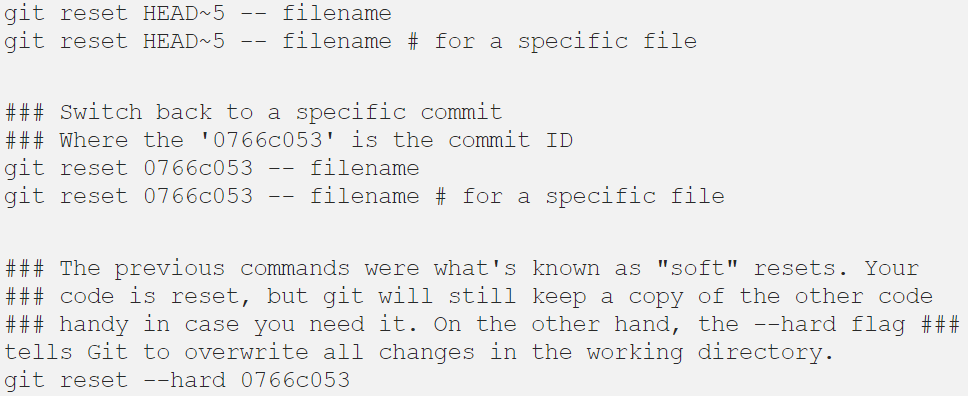 git reset HEAD~5 -- filename
git reset HEAD~5 -- filename # for a specific file
### Switch back to a specific commit
### Where the '0766c053' is the commit ID
git reset 0766c053 -- filename
git reset 0766c053 -- filename # for a specific file
### The previous commands were what's known as "soft" resets. Your
### code is reset, but git will still keep a copy of the other code
### handy in case you need it. On the other hand, the --hard flag ###
tells Git to overwrite all changes in the working directory.
git reset --hard 0766c053